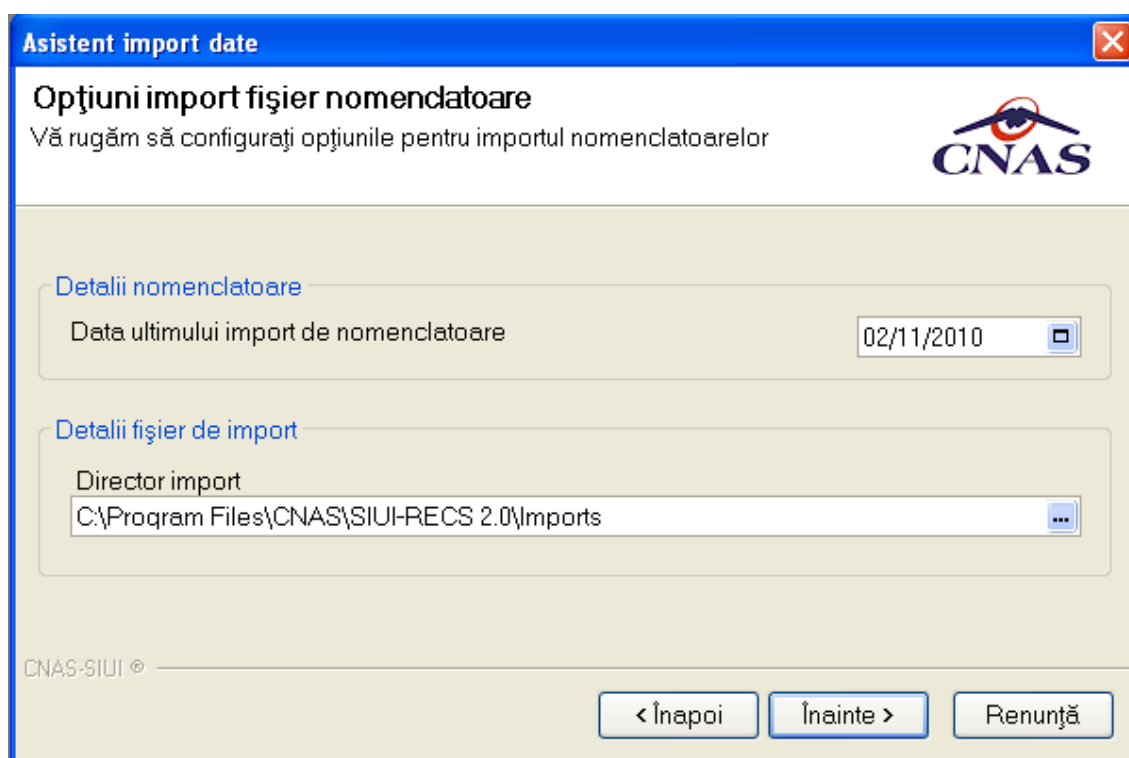 Asistent import date
Opţiuni import fişier nomenclatoare
Vă rugăm să configuraţi opţiunile pentru importul nomenclatoarelor
CNAS
Detalii nomenclatoare
Data ultimului import de nomenclatoare
02/11/2010
Detalii fişier de import
Director import
C:\Program Files\CNAS\SIUI-RECS 2.0\Imports
...
CNAS-SIUI ®
< Înapoi
Înainte >
Renunţă